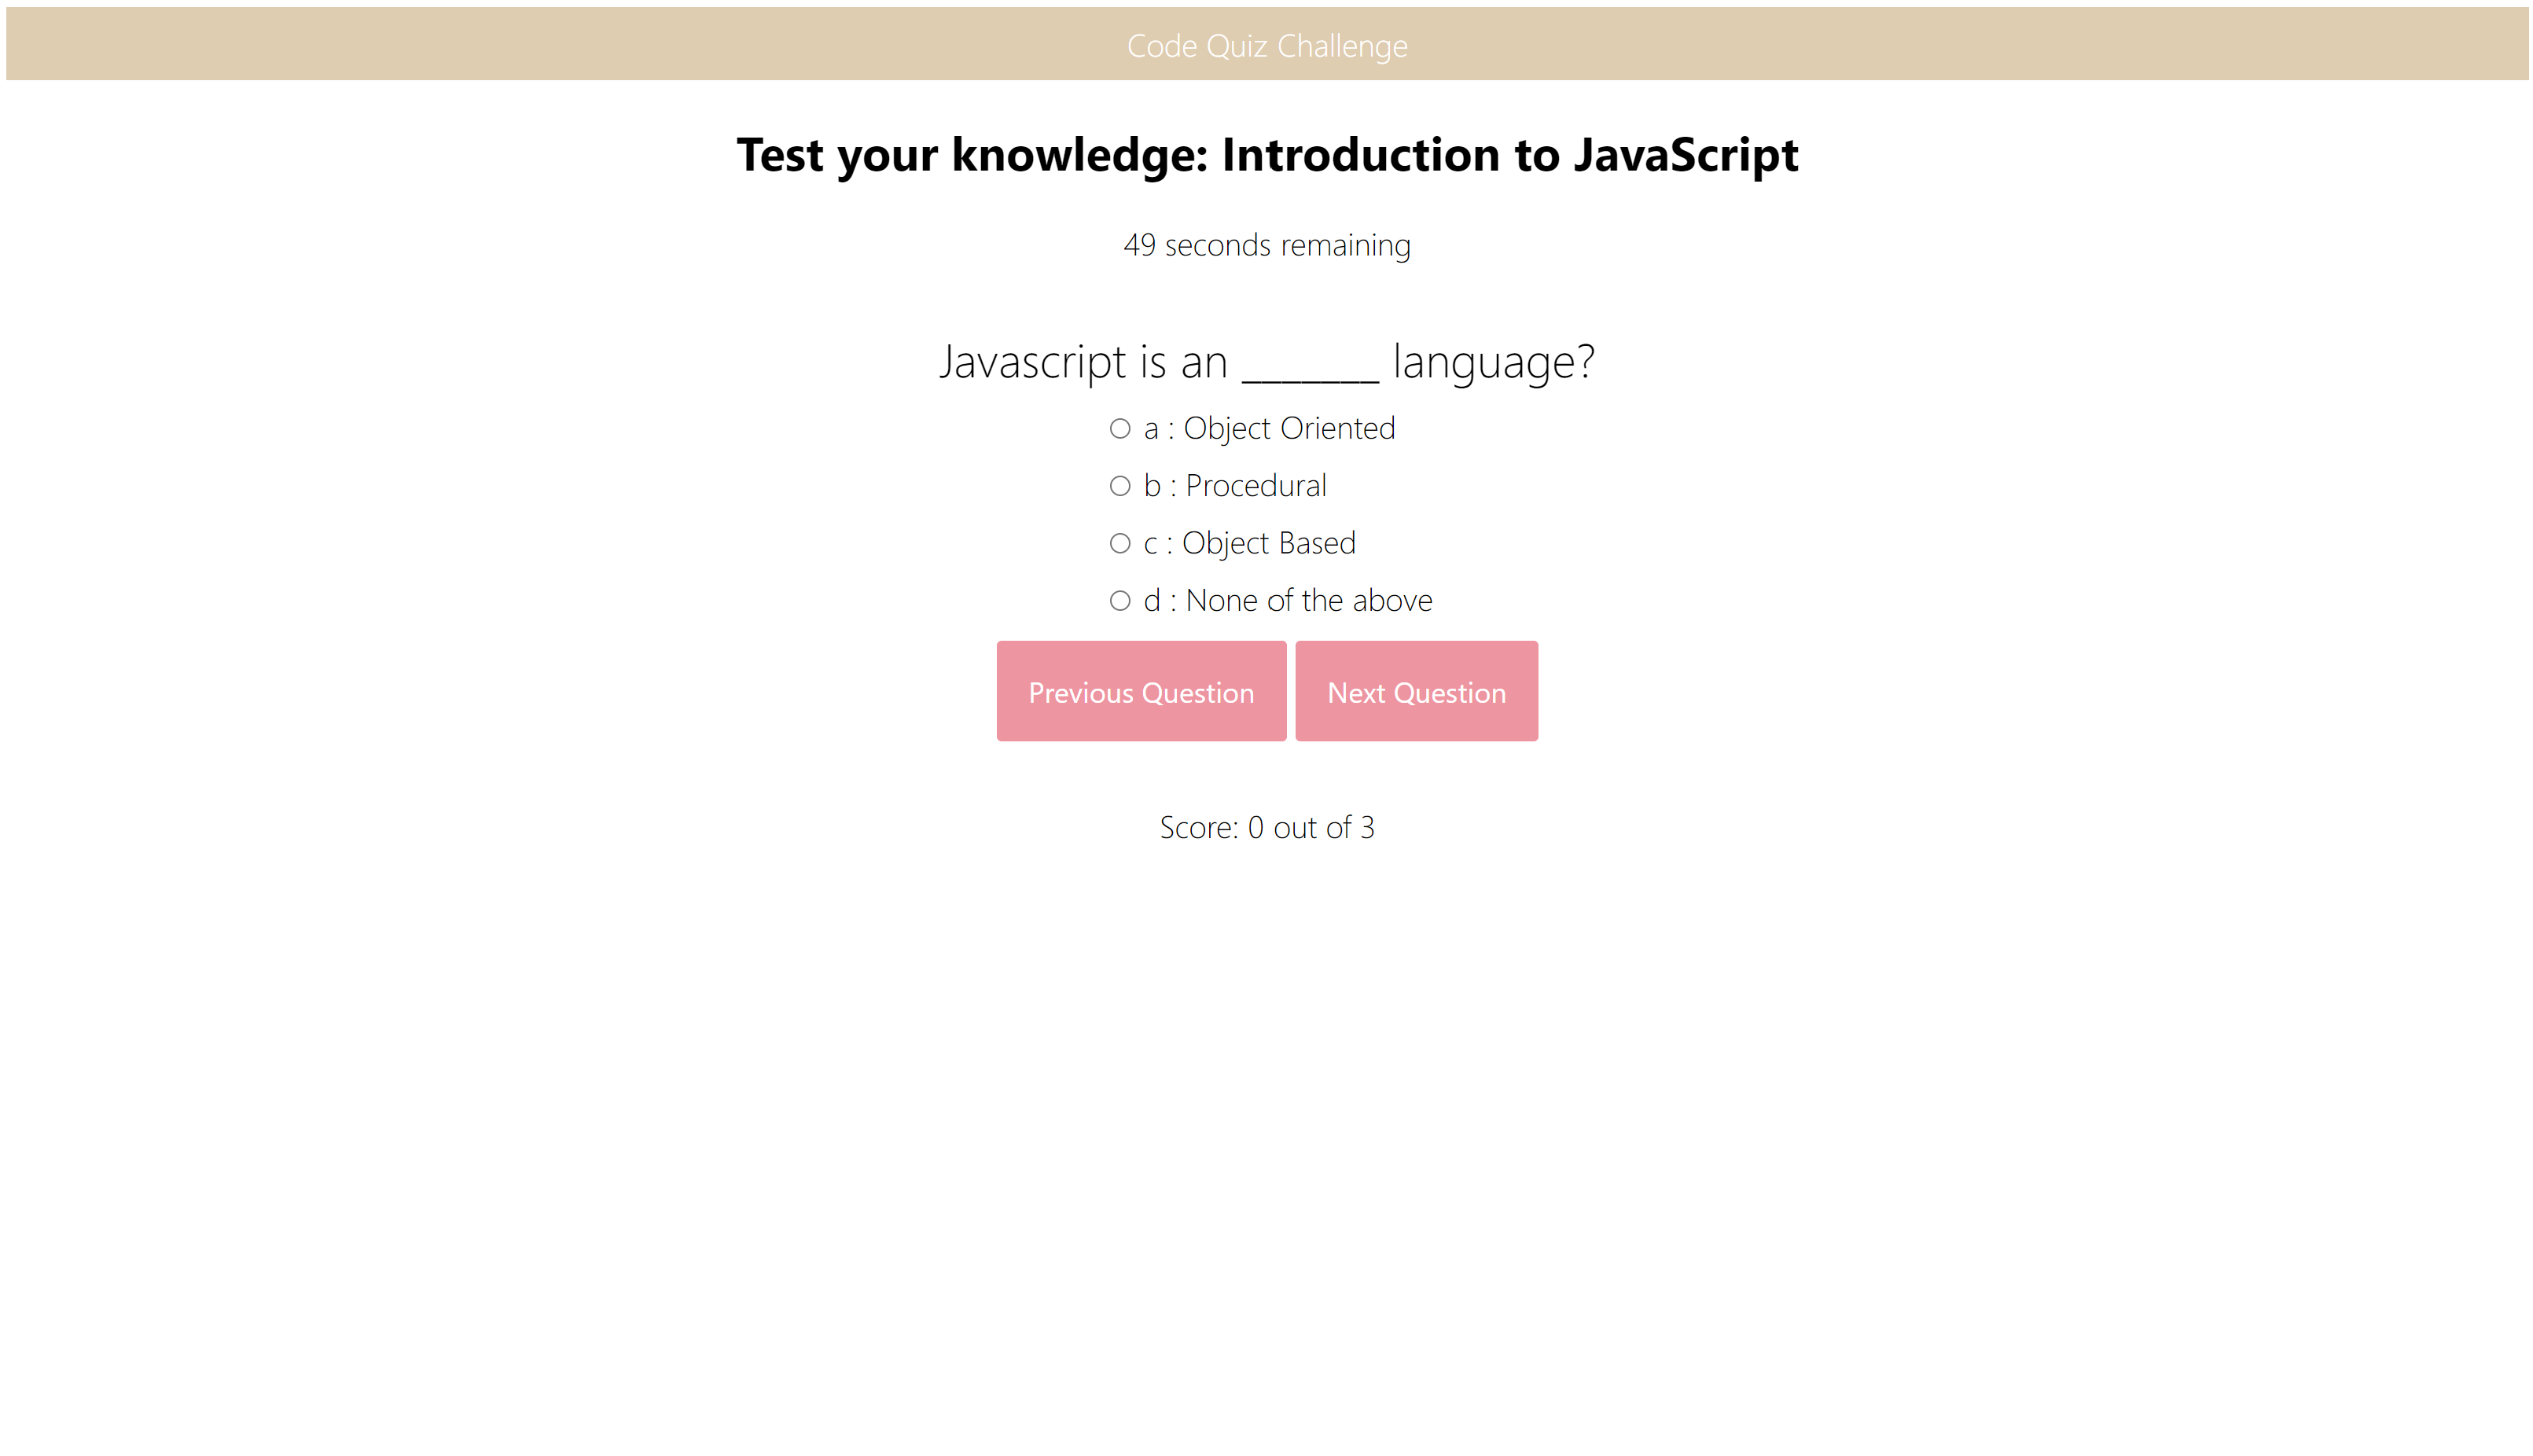 Code Quiz Challenge
Test your knowledge: Introduction to JavaScript
49 seconds remaining
Javascript is an _______ language?
a : Object Oriented
b : Procedural
c : Object Based
d : None of the above
Previous Question Next Question
Score: 0 out of 3